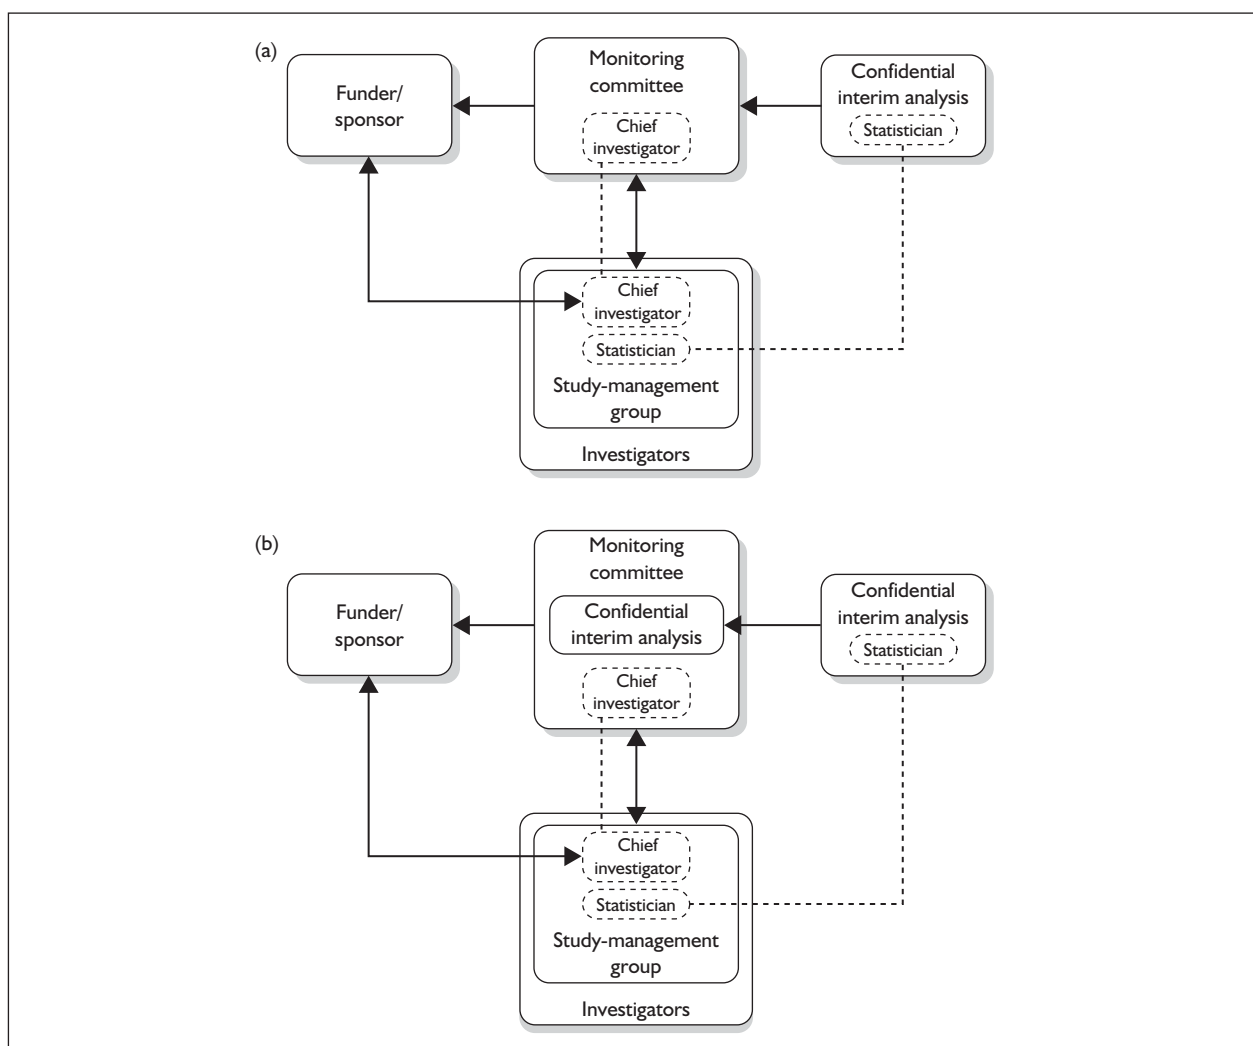 (a)
Funder/
sponsor
Monitoring
committee
Chief
investigator
Confidential
interim analysis
Statistician
Chief
investigator
Statistician
Study-management
group
Investigators
(b)
Funder/
sponsor
Monitoring
committee
Confidential
interim analysis
Chief
investigator
Confidential
interim analysis
Statistician
Chief
investigator
Statistician
Study-management
group
Investigators